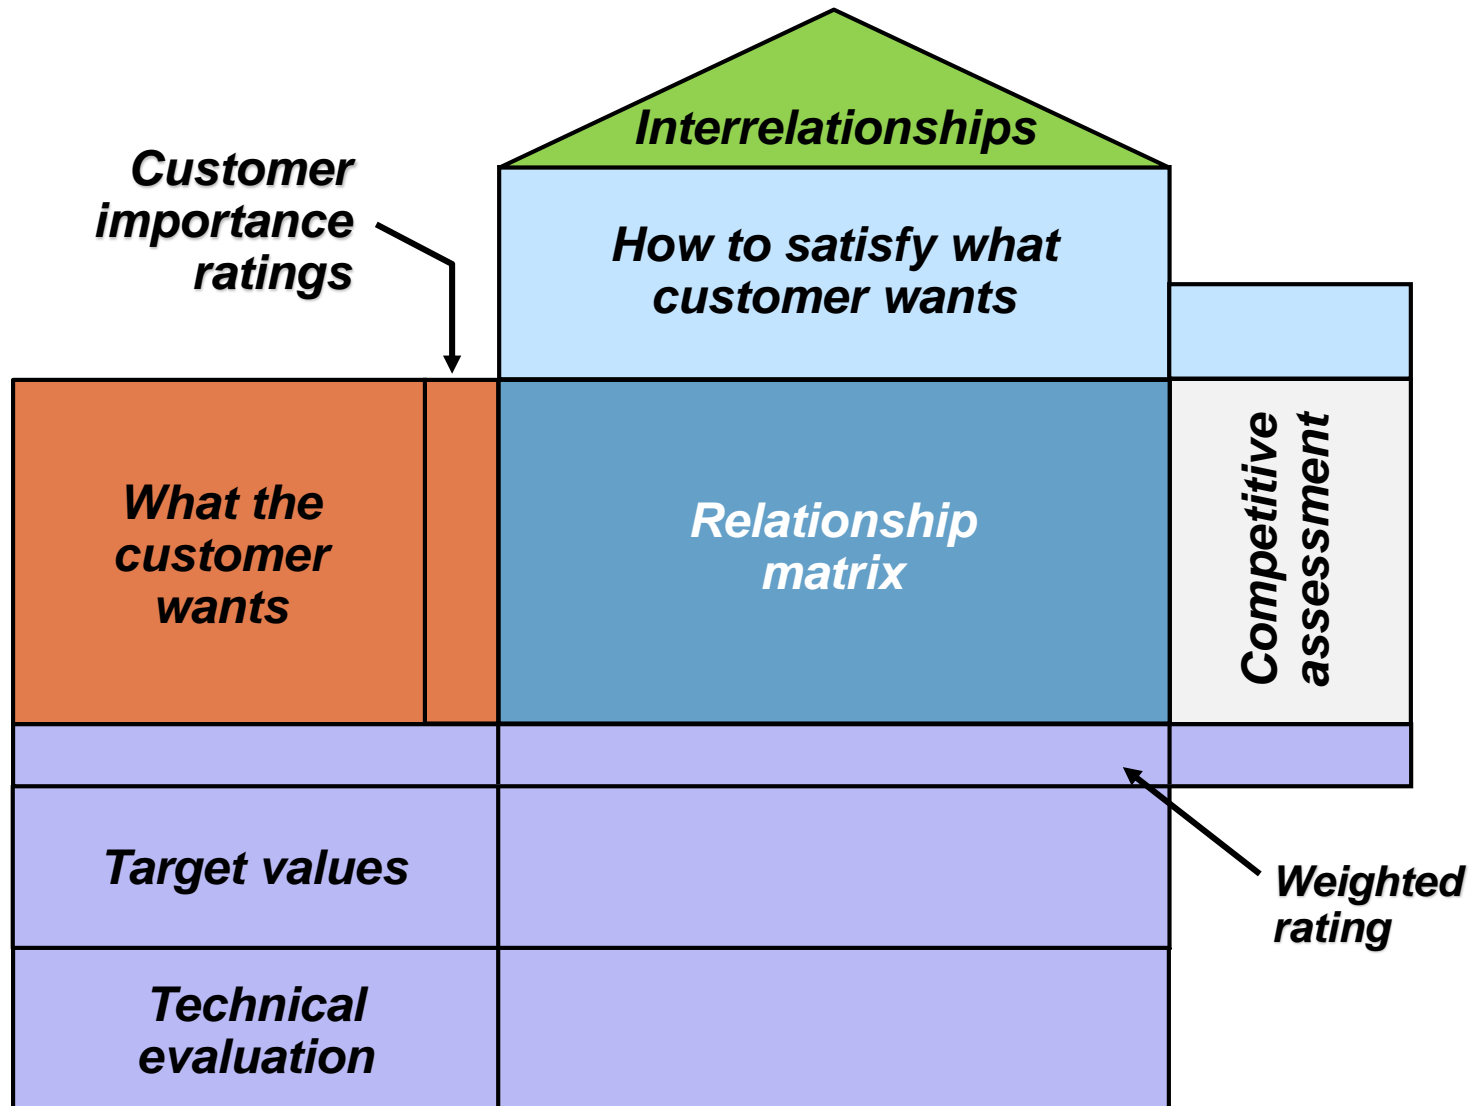 Interrelationships
Customer
importance
ratings
How to satisfy what
customer wants
What the
customer
wants
Relationship
matrix
Competitive
assessment
Target values
Weighted
rating
Technical
evaluation